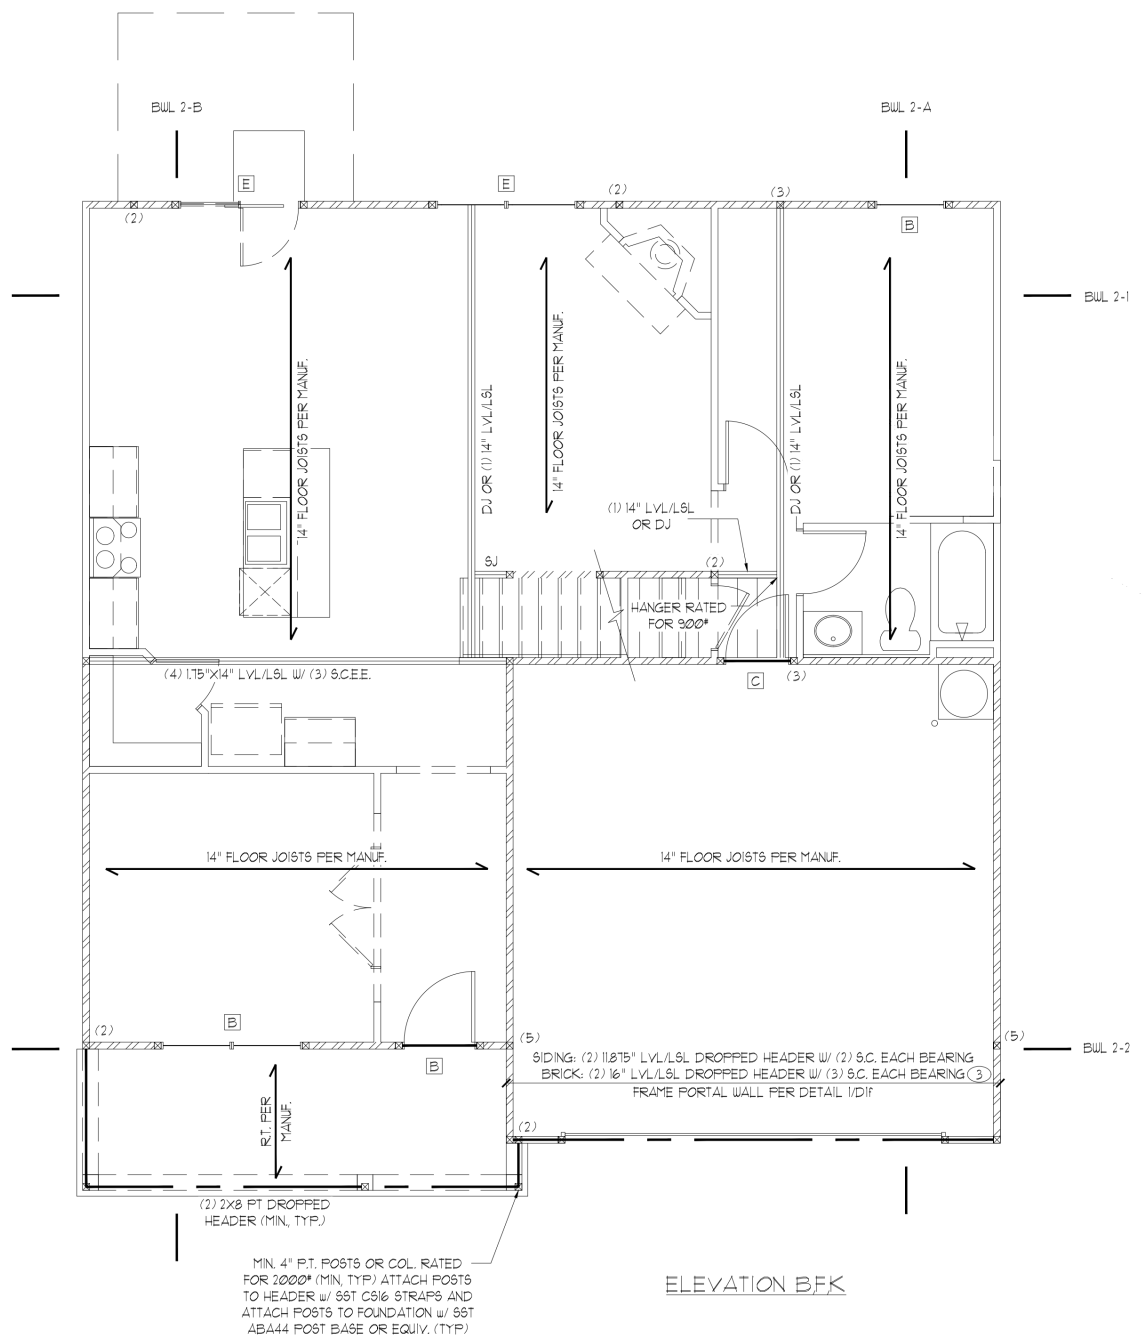 BWL 2-B
BWL 2-A
E
E
(2)
(3)
(2)
B
BWL 2-1
14" FLOOR JOISTS PER MANUF.
14" FLOOR JOISTS PER MANUF.
14" FLOOR JOISTS PER MANUF.
DJ OR (1) 14" LVL/LSL
DJ OR (1) 14" LVL/LSL
(1) 14" LVL/LSL
OR DJ
SJ
(2)
HANGER RATED
FOR 900#
(4) 1.75"X14" LVL/LSL W/ (3) S.C.E.E.
C
(3)
14" FLOOR JOISTS PER MANUF.
14" FLOOR JOISTS PER MANUF.
(2)
B
B
(5)
(5)
BWL 2-2
SIDING: (2) 11.875" LVL/LSL DROPPED HEADER W/ (2) S.C. EACH BEARING
BRICK: (2) 16" LVL/LSL DROPPED HEADER W/ (3) S.C. EACH BEARING 3
FRAME PORTAL WALL PER DETAIL 1/D1f
R.T. PER
MANUF.
(2)
(2) 2X8 PT DROPPED
HEADER (MIN., TYP.)
MIN. 4" P.T. POSTS OR COL. RATED
FOR 2000# (MIN, TYP) ATTACH POSTS
TO HEADER w/ SST CS16 STRAPS AND
ATTACH POSTS TO FOUNDATION w/ SST
ABA44 POST BASE OR EQUIV. (TYP)
ELEVATION B,F,K